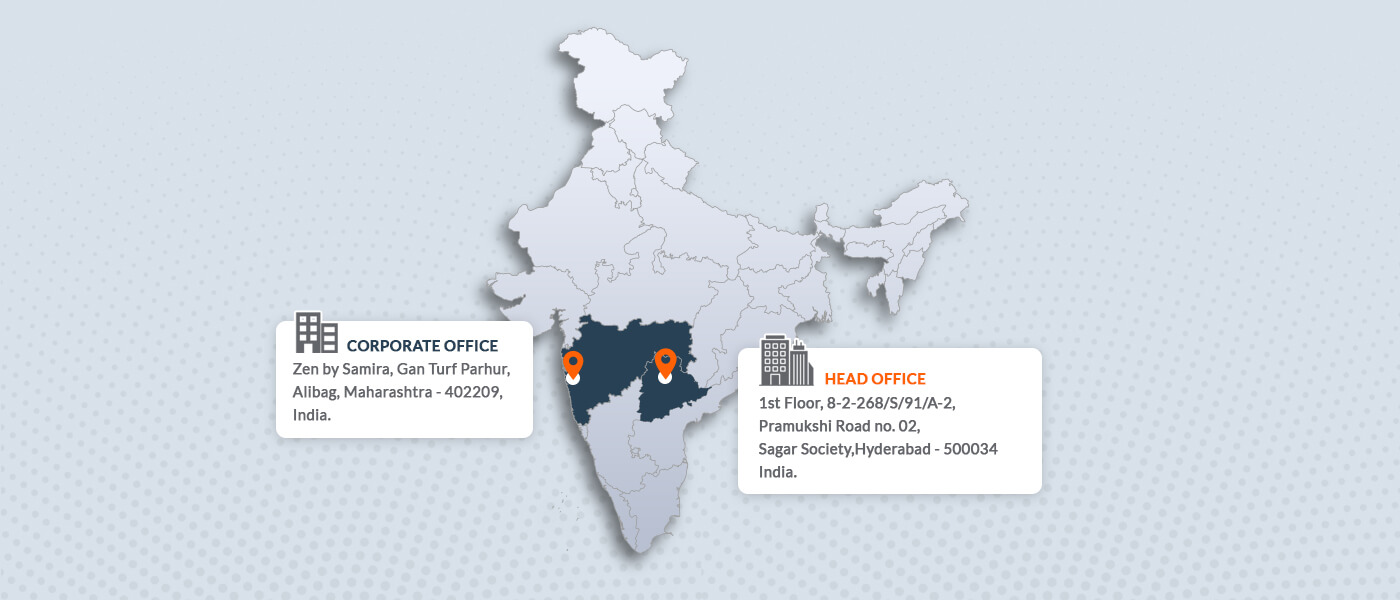 CORPORATE OFFICE
Zen by Samira, Gan Turf Parhur,
Alibag, Maharashtra - 402209,
India.
HEAD OFFICE
1st Floor, 8-2-268/S/91/A-2,
Pramukshi Road no. 02,
Sagar Society,Hyderabad - 500034
India.